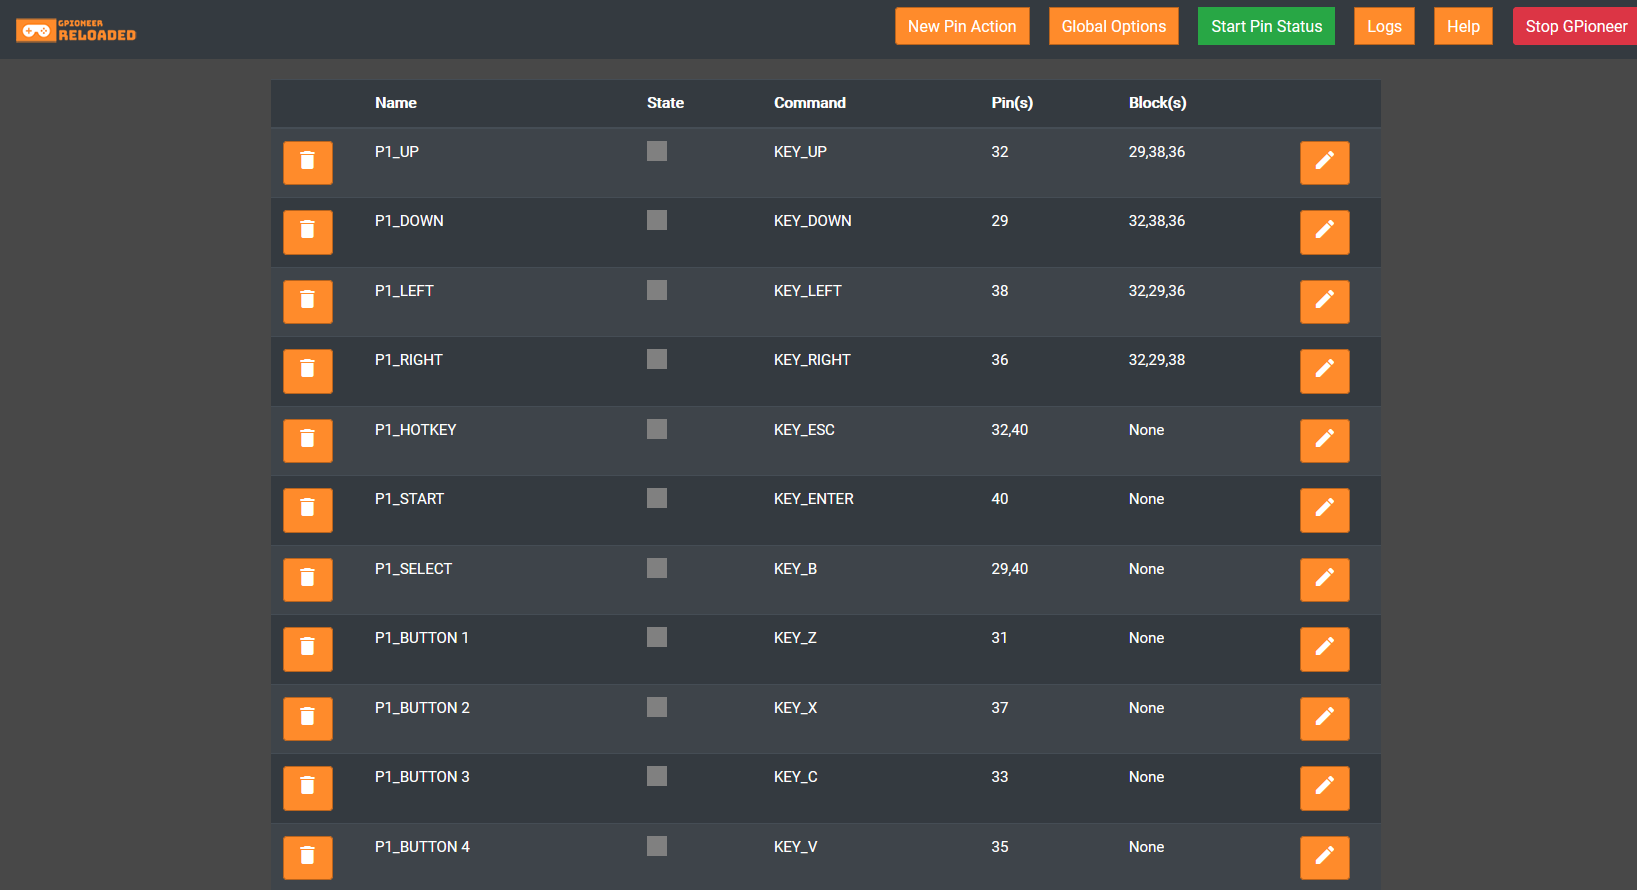 GPIONEER
RELOADED
New Pin Action Global Options Start Pin Status Logs Help Stop GPioneer
Name State Command Pin(s) Block(s)
P1_UP KEY_UP 32 29,38,36
P1_DOWN KEY_DOWN 29 32,38,36
P1_LEFT KEY_LEFT 38 32,29,36
P1_RIGHT KEY_RIGHT 36 32,29,38
P1_HOTKEY KEY_ESC 32,40 None
P1_START KEY_ENTER 40 None
P1_SELECT KEY_B 29,40 None
P1_BUTTON 1 KEY_Z 31 None
P1_BUTTON 2 KEY_X 37 None
P1_BUTTON 3 KEY_C 33 None
P1_BUTTON 4 KEY_V 35 None